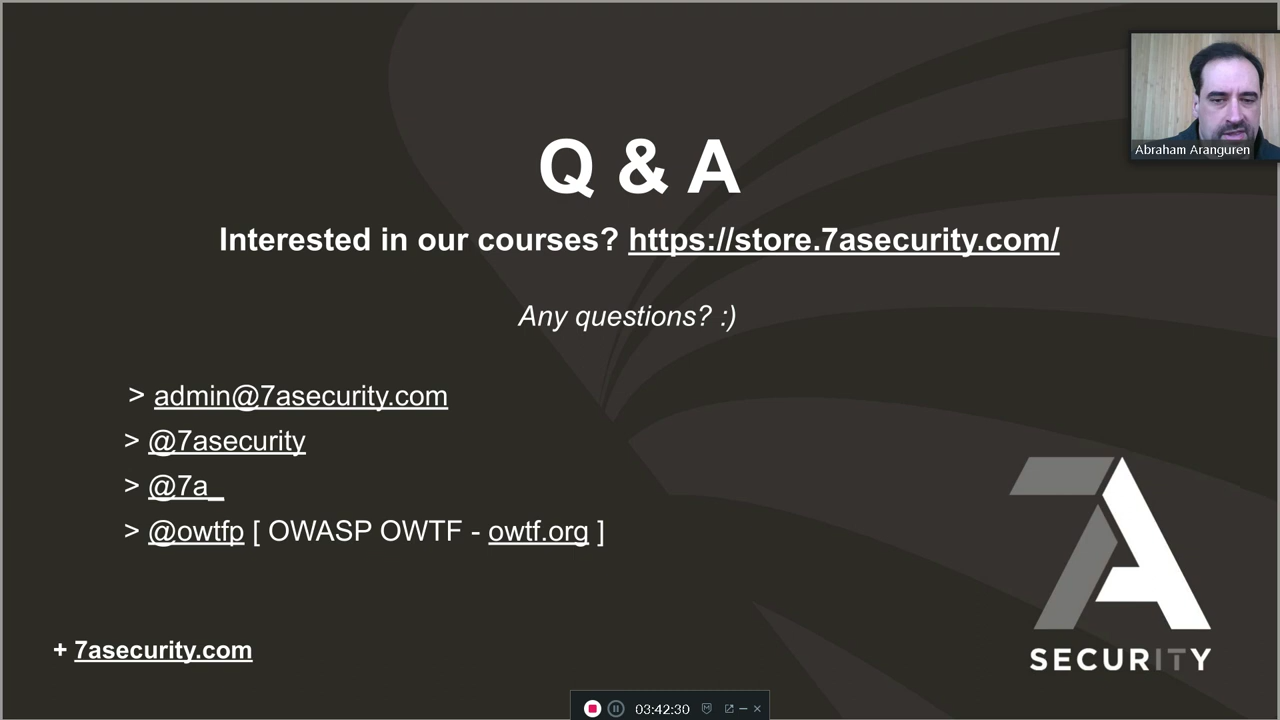 Abraham Aranguren
Q & A
Interested in our courses? https://store.7asecurity.com/
Any questions? :)
> admin@7asecurity.com
> @7asecurity
> @7a_
> @owtfp [ OWASP OWTF - owtf.org ]
7A
SECURITY
+ 7asecurity.com
03:42:30